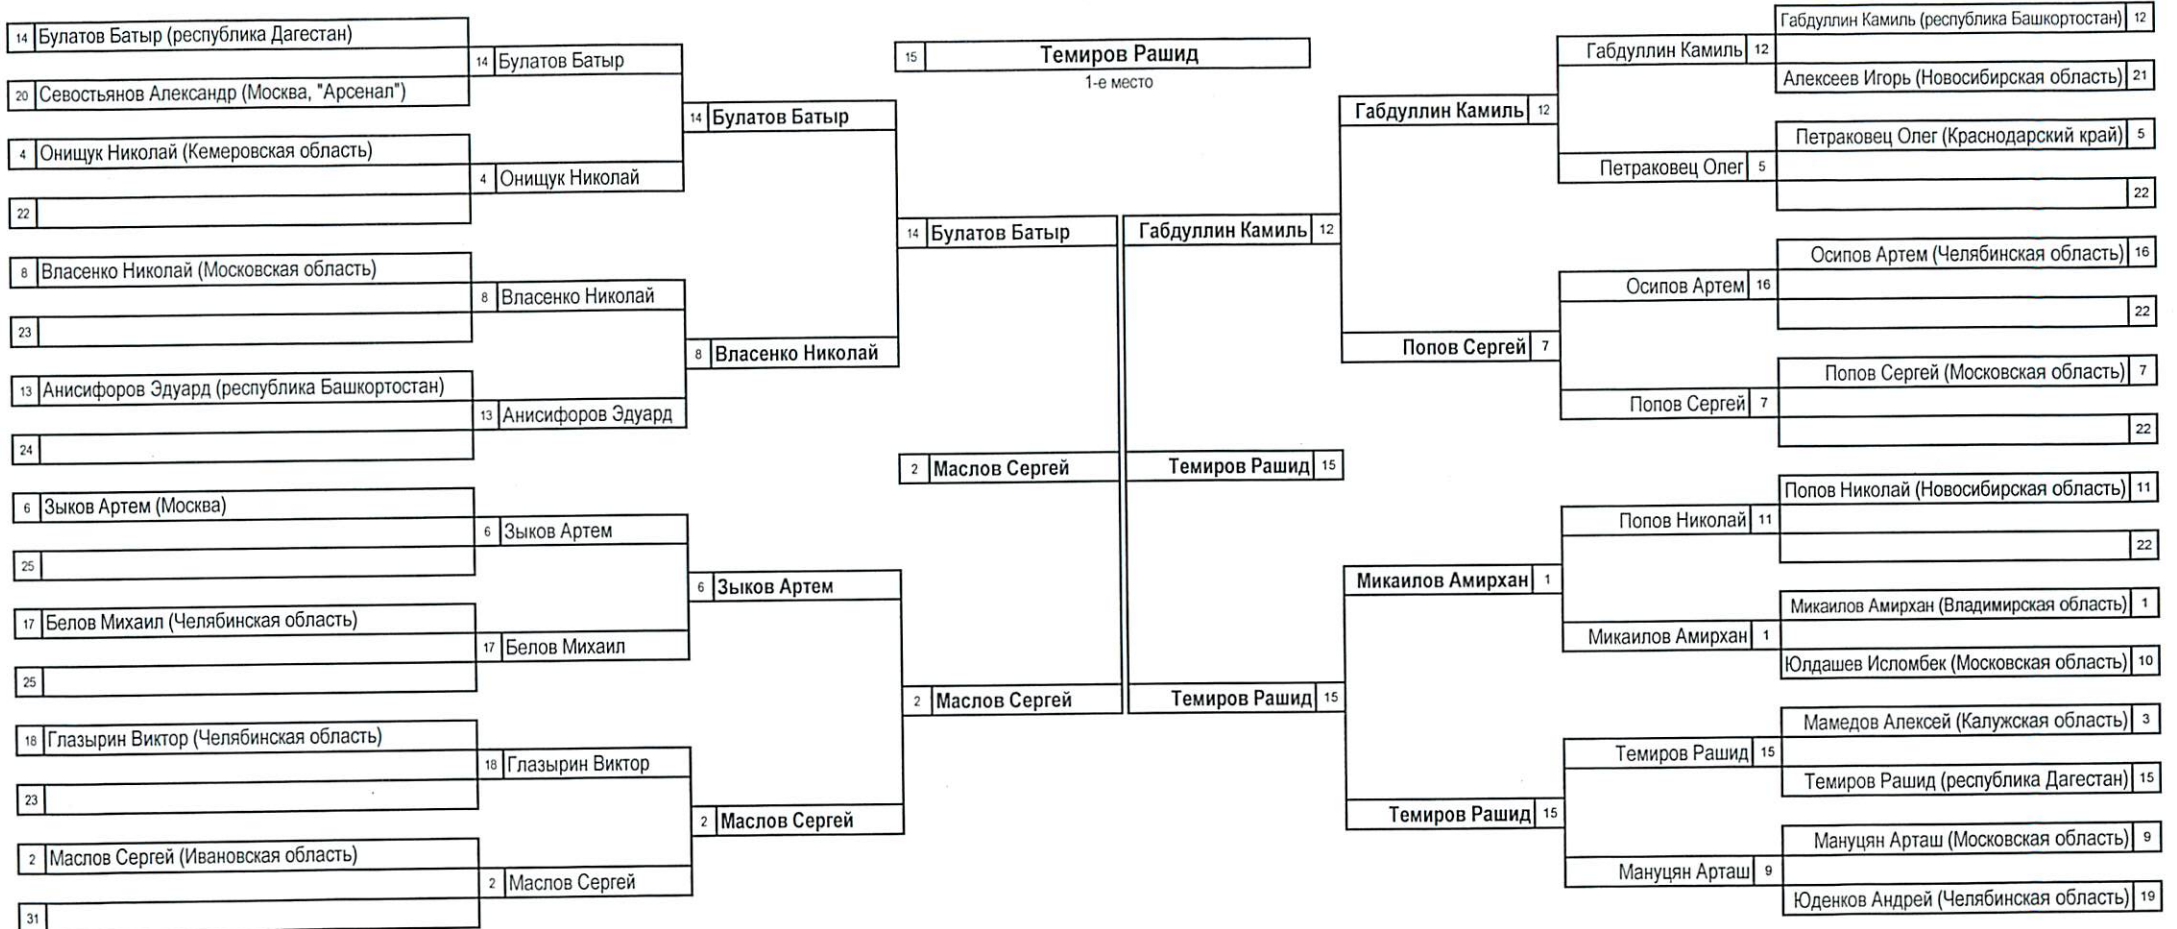 14 Булатов Батыр (республика Дагестан)
20 Севостьянов Александр (Москва, "Арсенал")
4 Онищук Николай (Кемеровская область)
22
8 Власенко Николай (Московская область)
23
13 Анисифоров Эдуард (республика Башкортостан)
24
6 Зыков Артем (Москва)
25
17 Белов Михаил (Челябинская область)
25
18 Глазырин Виктор (Челябинская область)
23
2 Маслов Сергей (Ивановская область)
31
14 Булатов Батыр
4 Онищук Николай
8 Власенко Николай
13 Анисифоров Эдуард
6 Зыков Артем
17 Белов Михаил
18 Глазырин Виктор
2 Маслов Сергей
14 Булатов Батыр
8 Власенко Николай
6 Зыков Артем
2 Маслов Сергей
14 Булатов Батыр
2 Маслов Сергей
2 Маслов Сергей
15 Темиров Рашид
1-е место
Габдуллин Камиль 12
Темиров Рашид 15
Темиров Рашид 15
Габдуллин Камиль 12
Попов Сергей 7
Микаилов Амирхан 1
Темиров Рашид 15
Габдуллин Камиль 12
Петраковец Олег 5
Осипов Артем 16
Попов Сергей 7
Попов Николай 11
Микаилов Амирхан 1
Темиров Рашид 15
Мануцян Арташ 9
Габдуллин Камиль (республика Башкортостан) 12
Алексеев Игорь (Новосибирская область) 21
Петраковец Олег (Краснодарский край) 5
22
Осипов Артем (Челябинская область) 16
22
Попов Сергей (Московская область) 7
22
Попов Николай (Новосибирская область) 11
22
Микаилов Амирхан (Владимирская область) 1
Юлдашев Исломбек (Московская область) 10
Мамедов Алексей (Калужская область) 3
Темиров Рашид (республика Дагестан) 15
Мануцян Арташ (Московская область) 9
Юденков Андрей (Челябинская область) 19